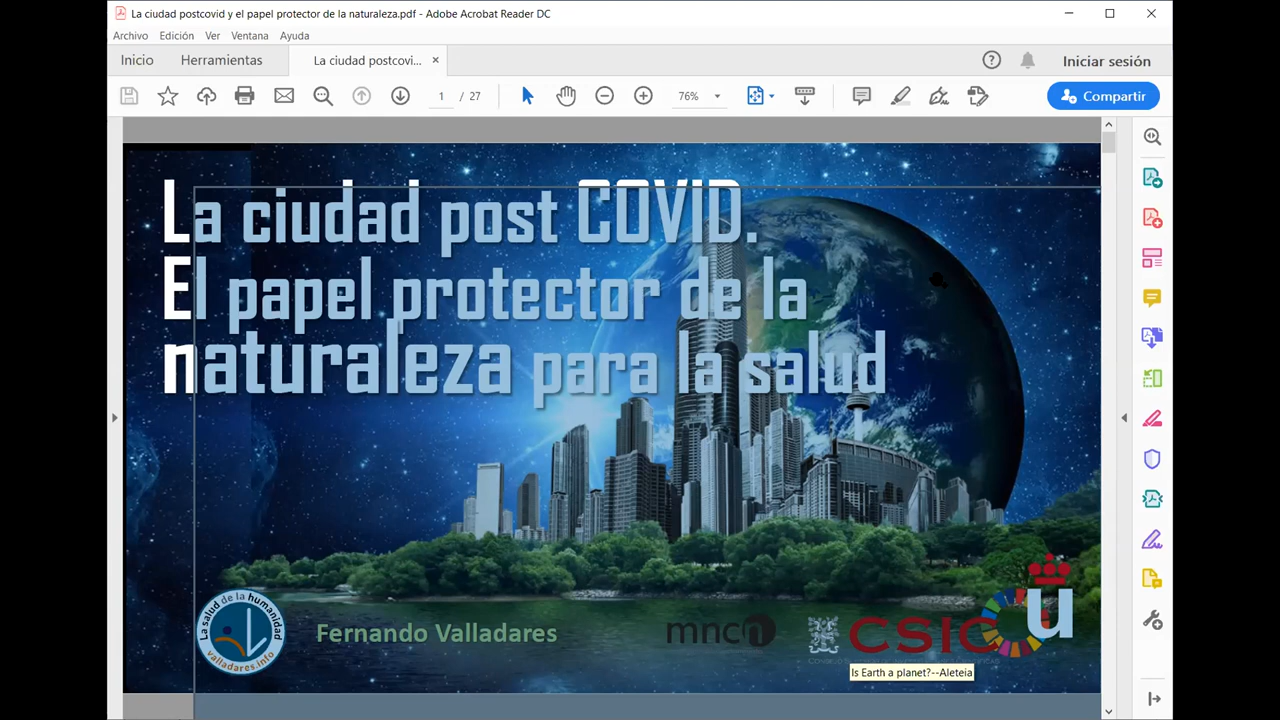 La ciudad postcovid y el papel protector de la naturaleza.pdf - Adobe Acrobat Reader DC
Archivo Edición Ver Ventana Ayuda
Inicio Herramientas La ciudad postcovi... × Iniciar sesión
1 / 27 76% Compartir
La ciudad post COVID.
El papel protector de la
naturaleza para la salud
La salud de la humanidad
valladares.info
Fernando Valladares
mncn
CSIC
u
Is Earth a planet?--Aleteia